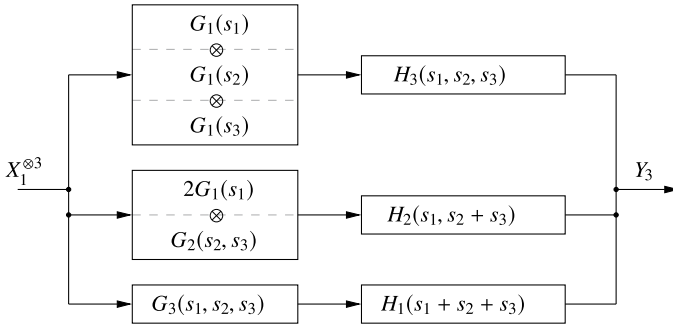 G₁(s₁)
⊗
G₁(s₂)
⊗
G₁(s₃)
H₃(s₁, s₂, s₃)
X₁^⊗3
Y₃
2G₁(s₁)
⊗
G₂(s₂, s₃)
H₂(s₁, s₂ + s₃)
G₃(s₁, s₂, s₃)
H₁(s₁ + s₂ + s₃)